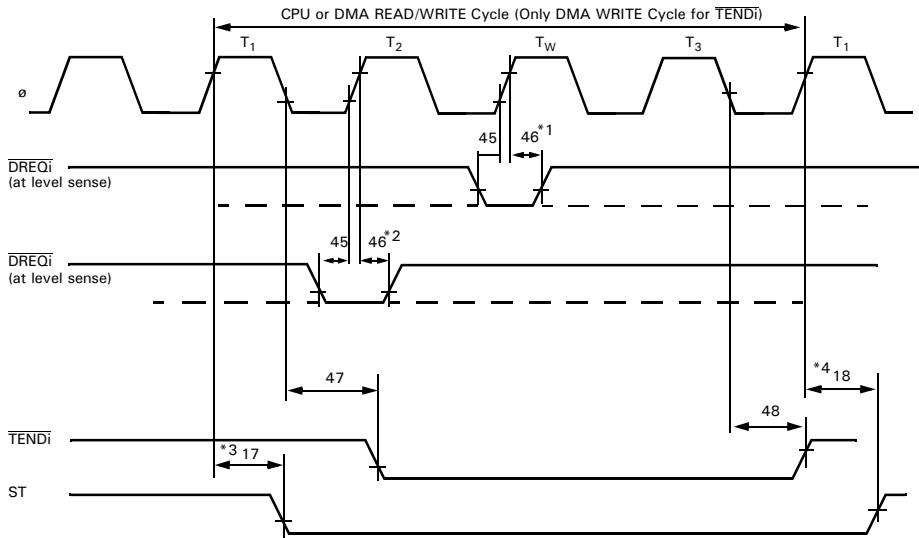 CPU or DMA READ/WRITE Cycle (Only DMA WRITE Cycle for TENDi)
T1 T2 TW T3 T1
ø
45 46*1
DREQi
(at level sense)
45 46*2
DREQi
(at level sense)
47 *4 18
48
TENDi
*3 17
ST